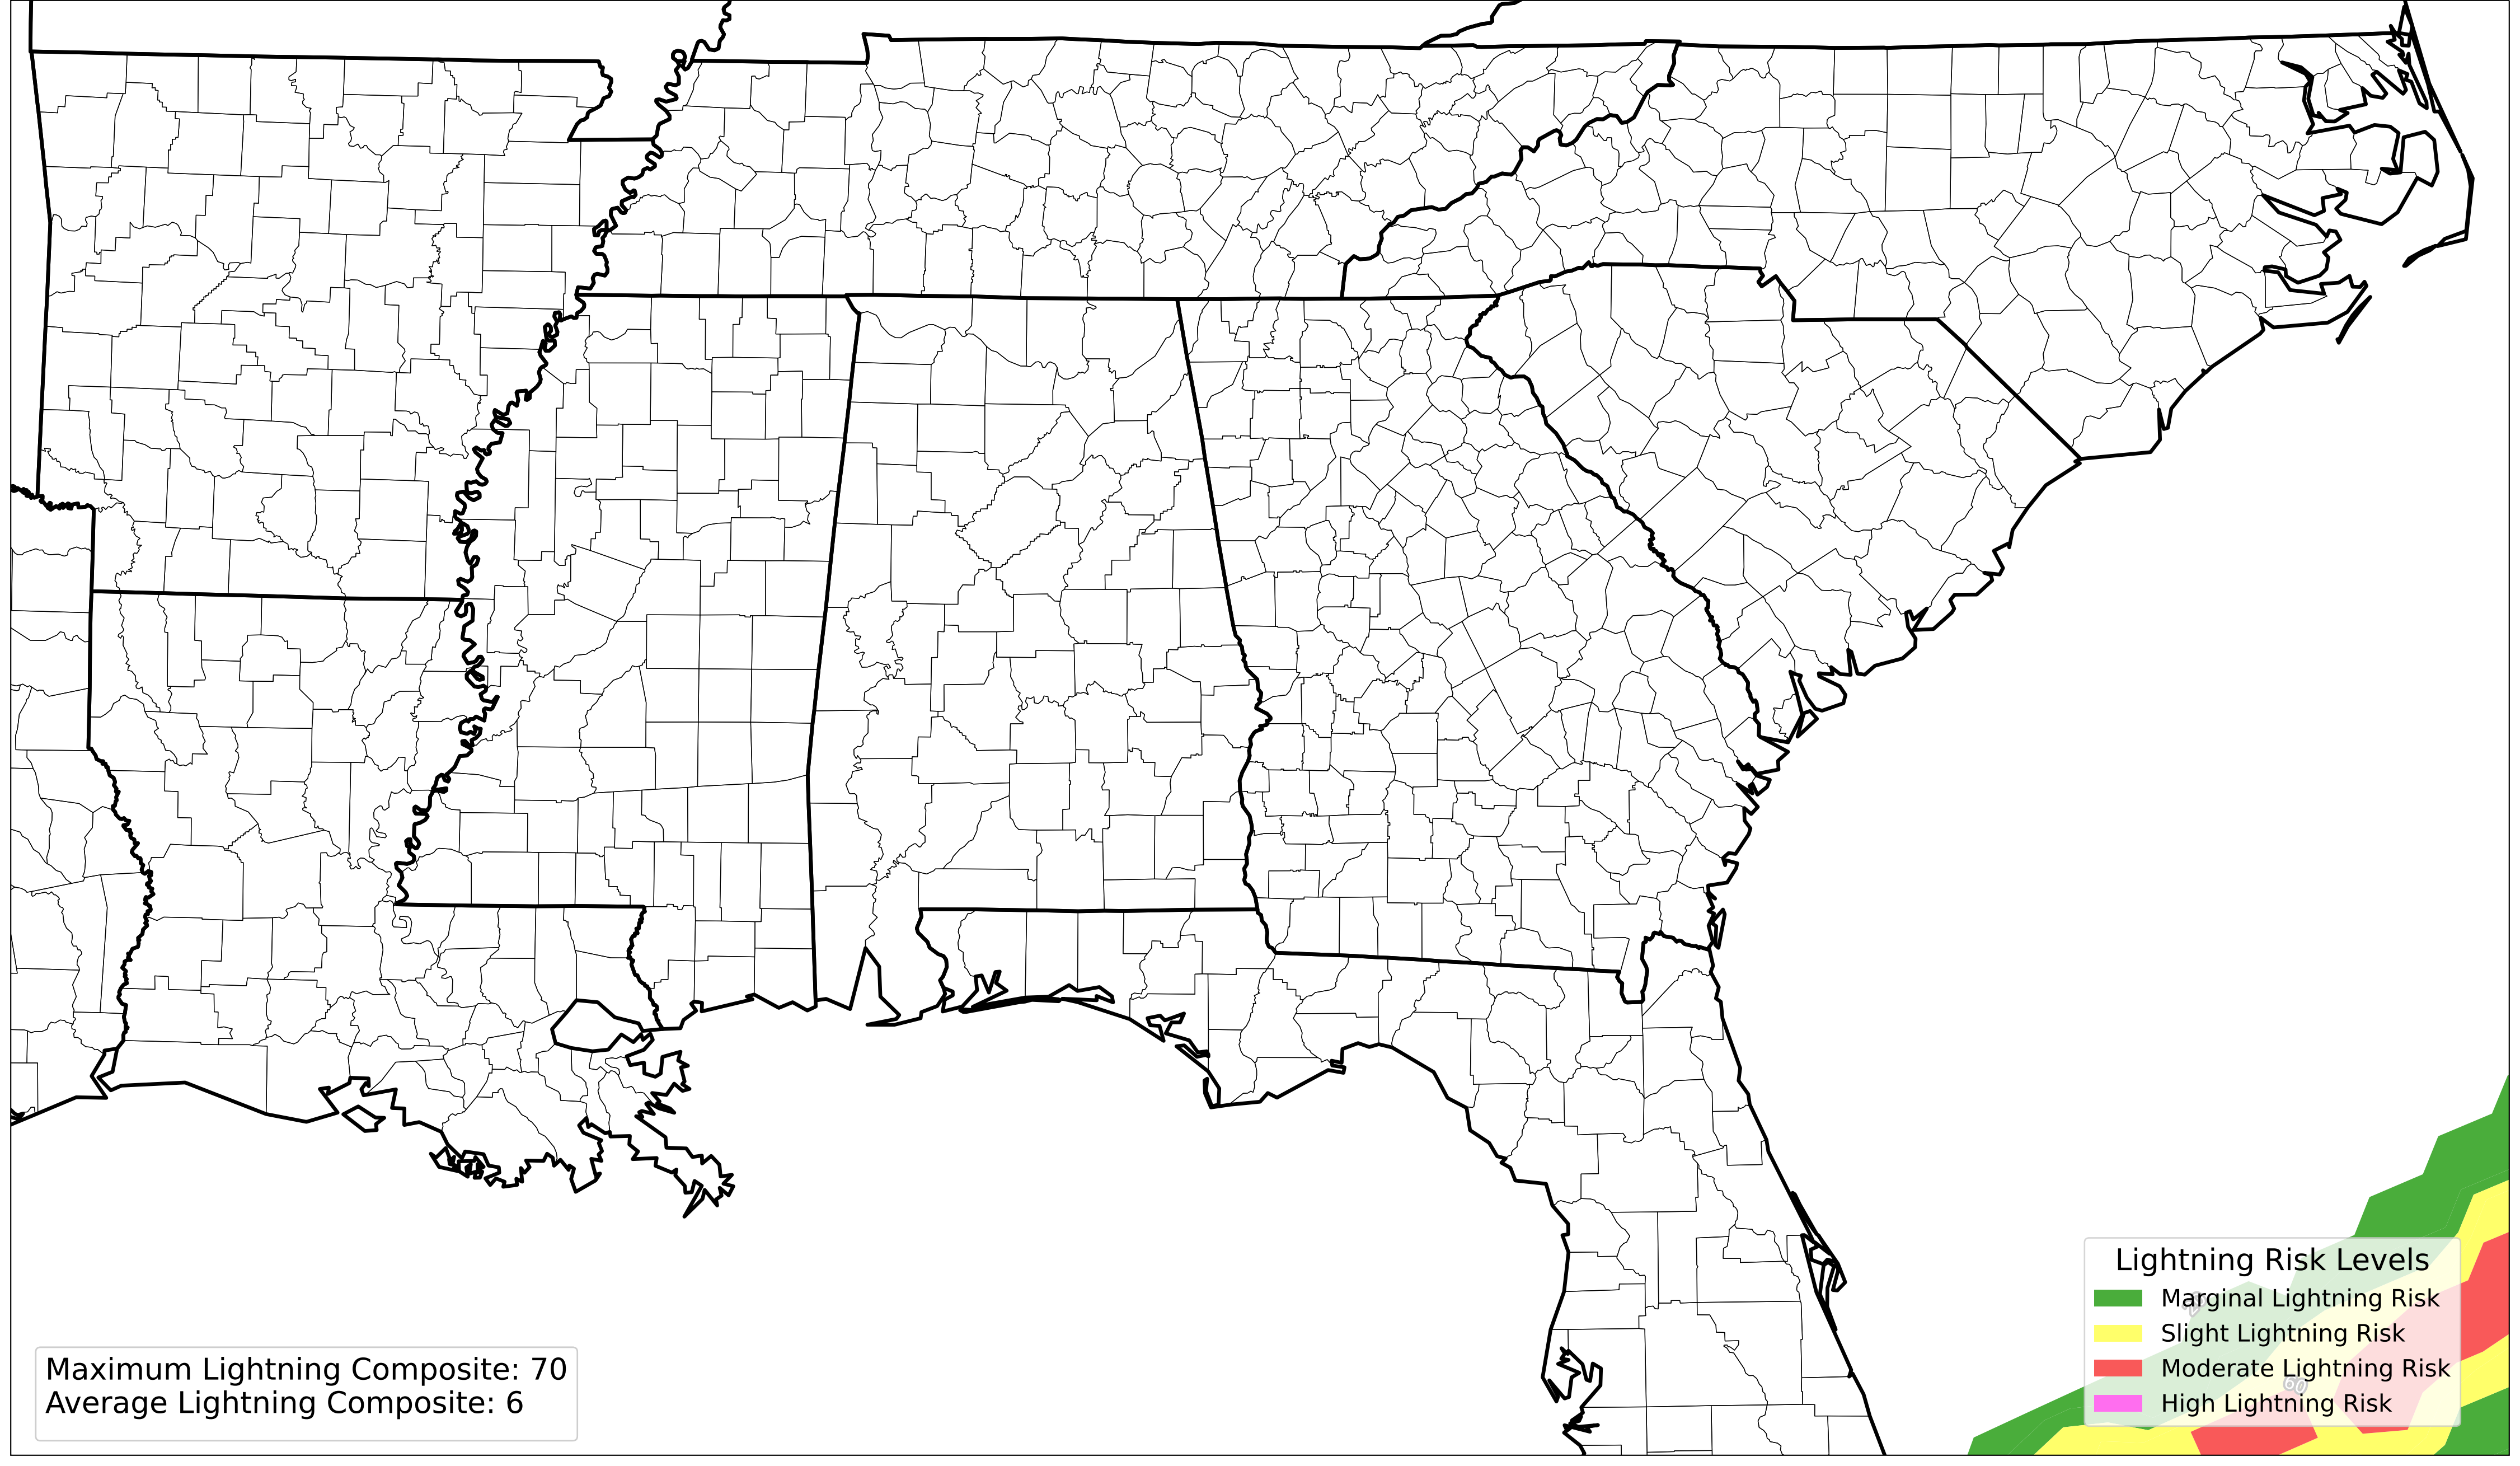 Lightning Risk Levels
Marginal Lightning Risk
Slight Lightning Risk
Moderate Lightning Risk
High Lightning Risk
60
Maximum Lightning Composite: 70
Average Lightning Composite: 6